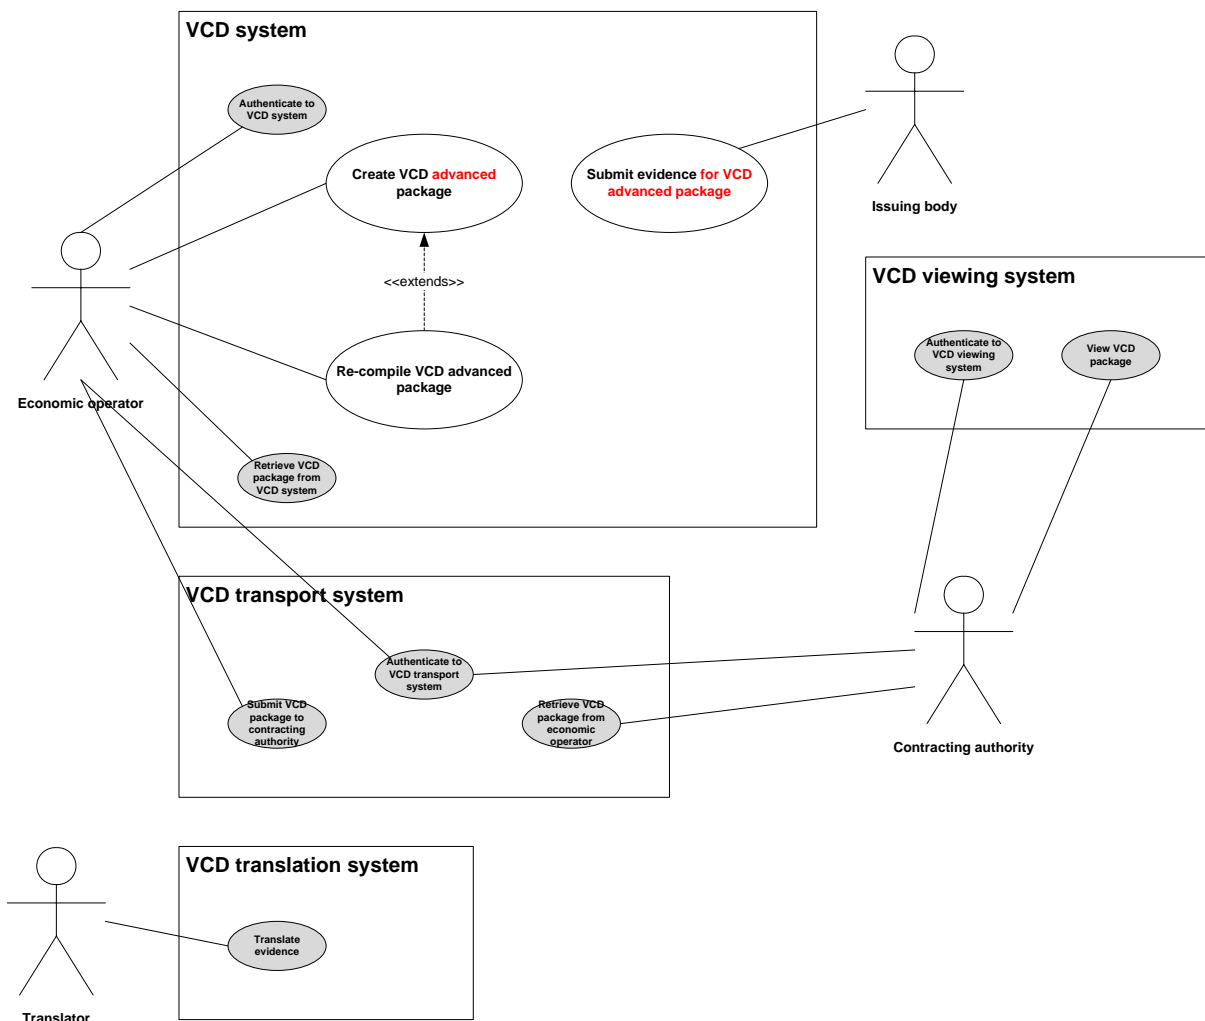 VCD system
Authenticate to
VCD system
Create VCD advanced
package
Submit evidence for VCD
advanced package
Issuing body
<<extends>>
VCD viewing system
Authenticate to
VCD viewing
system
View VCD
package
Re-compile VCD advanced
package
Economic operator
Retrieve VCD
package from
VCD system
VCD transport system
Authenticate to
VCD transport
system
Submit VCD
package to
contracting
authority
Retrieve VCD
package from
economic
operator
Contracting authority
VCD translation system
Translate
evidence
Translator